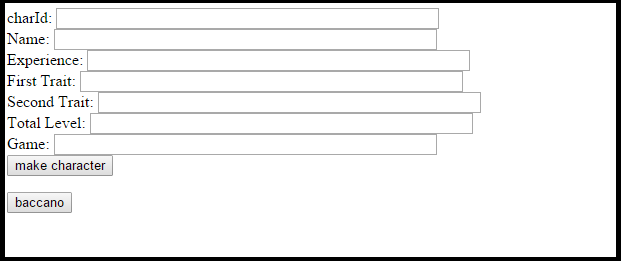 charId:
Name:
Experience:
First Trait:
Second Trait:
Total Level:
Game:
make character
baccano